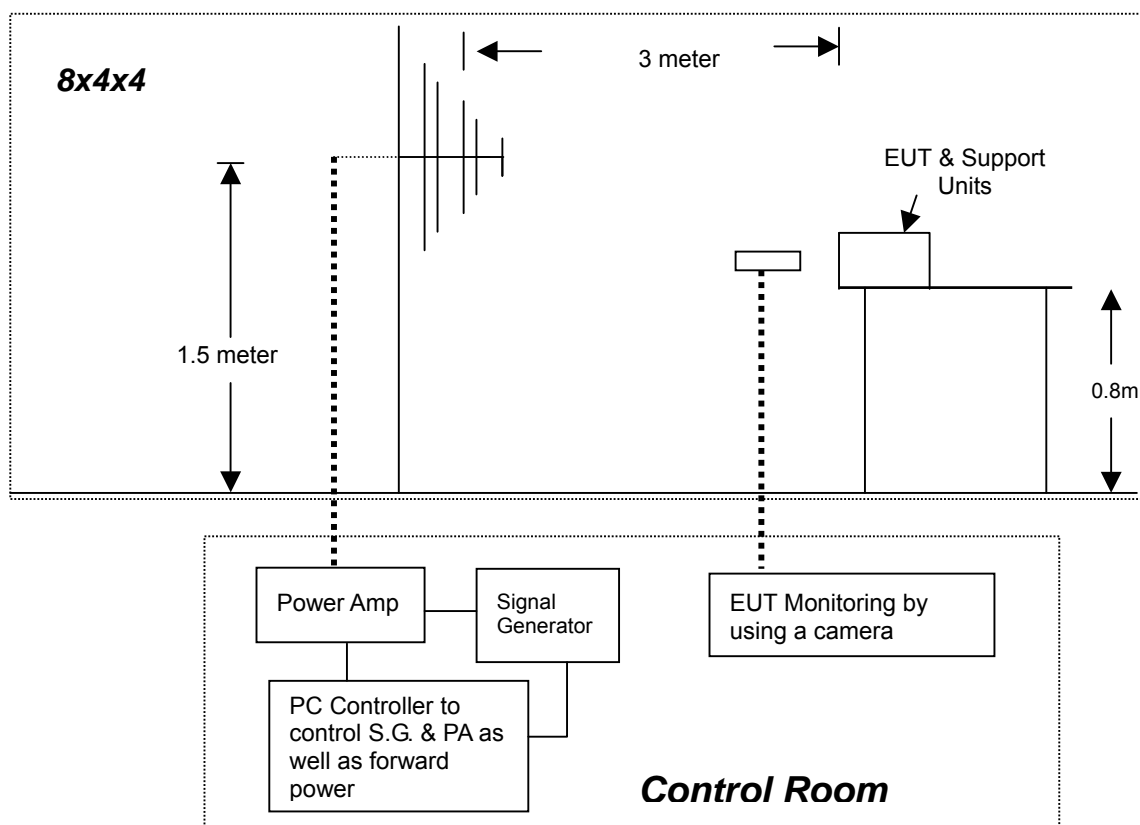 8x4x4
3 meter
EUT & Support
Units
1.5 meter
0.8m
Power Amp
Signal
Generator
EUT Monitoring by
using a camera
PC Controller to
control S.G. & PA as
well as forward
power
Control Room